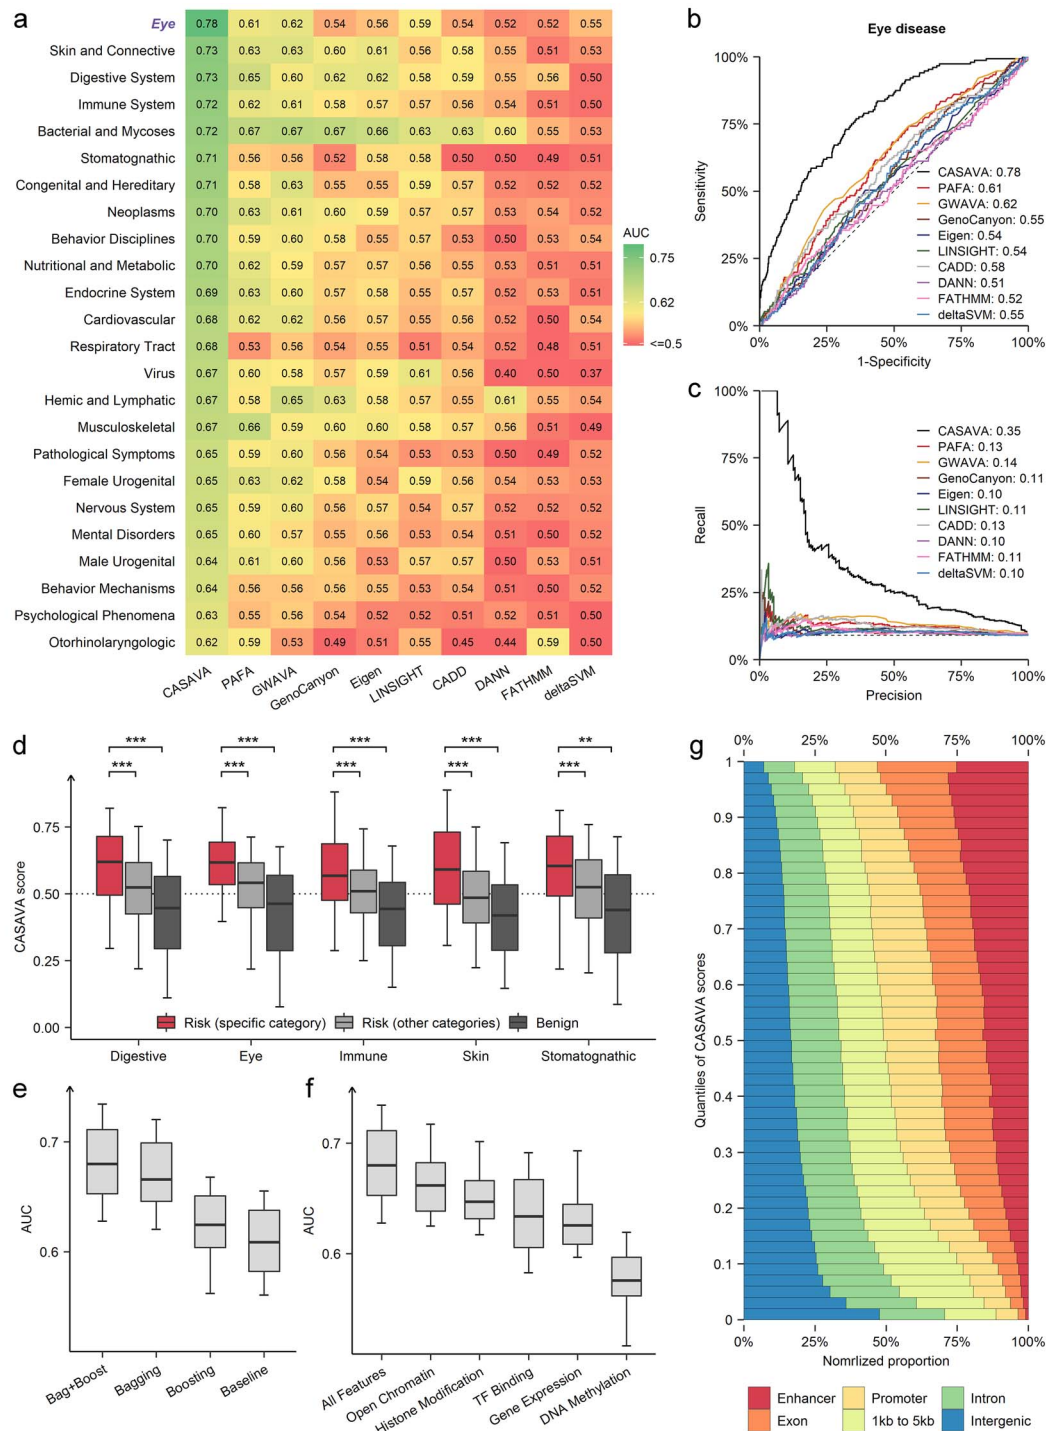 a
Eye 0.78 0.61 0.62 0.54 0.56 0.59 0.54 0.52 0.52 0.55
Skin and Connective 0.73 0.63 0.63 0.60 0.61 0.56 0.58 0.55 0.51 0.53
Digestive System 0.73 0.65 0.60 0.62 0.62 0.58 0.59 0.55 0.56 0.50
Immune System 0.72 0.62 0.61 0.58 0.57 0.57 0.56 0.54 0.51 0.50
Bacterial and Mycoses 0.72 0.67 0.67 0.67 0.66 0.63 0.63 0.60 0.55 0.53
Stomatognathic 0.71 0.56 0.56 0.52 0.58 0.58 0.50 0.50 0.49 0.51
Congenital and Hereditary 0.71 0.58 0.63 0.55 0.55 0.59 0.57 0.52 0.52 0.52
Neoplasms 0.70 0.63 0.61 0.60 0.59 0.57 0.57 0.53 0.54 0.52
Behavior Disciplines 0.70 0.59 0.60 0.58 0.55 0.57 0.53 0.50 0.53 0.54
Nutritional and Metabolic 0.70 0.62 0.59 0.57 0.57 0.56 0.55 0.53 0.51 0.51
Endocrine System 0.69 0.63 0.60 0.57 0.58 0.55 0.57 0.52 0.53 0.51
Cardiovascular 0.68 0.62 0.62 0.56 0.57 0.55 0.56 0.52 0.50 0.54
Respiratory Tract 0.68 0.53 0.56 0.54 0.55 0.51 0.54 0.52 0.48 0.51
Virus 0.67 0.60 0.58 0.57 0.59 0.61 0.56 0.40 0.50 0.37
Hemic and Lymphatic 0.67 0.58 0.65 0.63 0.58 0.57 0.55 0.61 0.55 0.54
Musculoskeletal 0.67 0.66 0.59 0.60 0.60 0.58 0.57 0.56 0.51 0.49
Pathological Symptoms 0.65 0.59 0.60 0.56 0.54 0.53 0.53 0.50 0.49 0.52
Female Urogenital 0.65 0.63 0.62 0.58 0.54 0.59 0.56 0.54 0.53 0.53
Nervous System 0.65 0.59 0.60 0.57 0.54 0.54 0.54 0.52 0.53 0.52
Mental Disorders 0.65 0.60 0.57 0.55 0.56 0.53 0.54 0.51 0.50 0.52
Male Urogenital 0.64 0.61 0.60 0.56 0.53 0.57 0.57 0.50 0.53 0.51
Behavior Mechanisms 0.65 0.56 0.56 0.56 0.55 0.53 0.54 0.51 0.50 0.52
Psychological Phenomena 0.63 0.55 0.56 0.54 0.52 0.52 0.51 0.52 0.51 0.50
Otorhinolaryngologic 0.62 0.59 0.53 0.49 0.51 0.55 0.45 0.44 0.59 0.50
CASAVA PAFA GWAVA GenoCanyon Eigen LINSIGHT CADD DANN FATHMM deltaSVM
AUC
0.75
0.62
<=0.5
b
Eye disease
100%
75%
50%
25%
0%
Sensitivity
CASAVA: 0.78
PAFA: 0.61
GWAVA: 0.62
GenoCanyon: 0.55
Eigen: 0.54
LINSIGHT: 0.54
CADD: 0.58
DANN: 0.51
FATHMM: 0.52
deltaSVM: 0.55
0% 25% 50% 75% 100%
1-Specificity
c
100%
75%
50%
25%
0%
Recall
CASAVA: 0.35
PAFA: 0.13
GWAVA: 0.14
GenoCanyon: 0.11
Eigen: 0.10
LINSIGHT: 0.11
CADD: 0.13
DANN: 0.10
FATHMM: 0.11
deltaSVM: 0.10
0% 25% 50% 75% 100%
Precision
d
*** *** *** *** **
*** *** *** *** ***
0.75
0.50
0.25
0.00
CASAVA score
Risk (specific category) Risk (other categories) Benign
Digestive Eye Immune Skin Stomatognathic
e
0.7
0.6
AUC
Bag+Boost Bagging Boosting Baseline
f
0.7
0.6
AUC
All Features Open Chromatin Histone Modification TF Binding Gene Expression DNA Methylation
g
0% 25% 50% 75% 100%
1
0.9
0.8
0.7
0.6
0.5
0.4
0.3
0.2
0.1
0
Quantiles of CASAVA scores
0% 25% 50% 75% 100%
Nomrlized proportion
Enhancer Promoter Intron
Exon 1kb to 5kb Intergenic